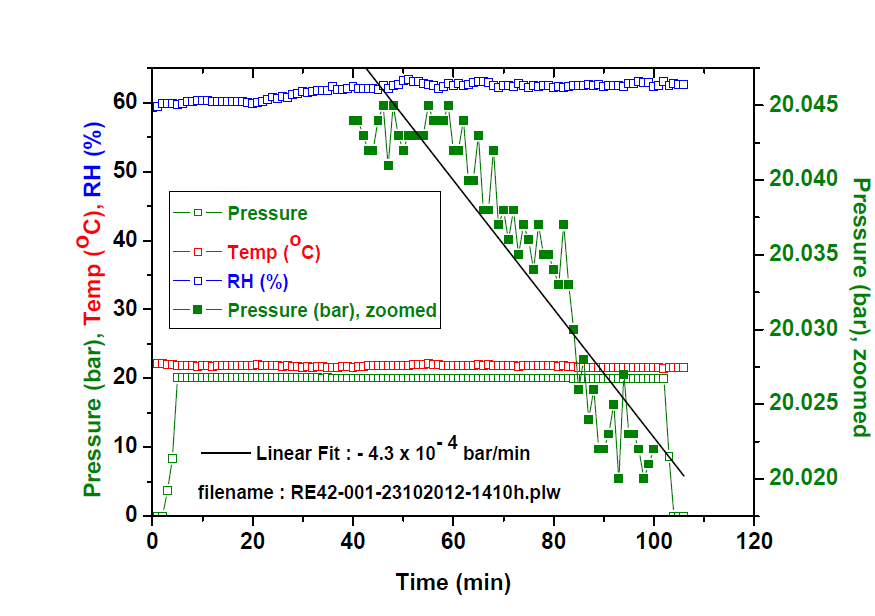 60
50
40
30
20
10
0
Pressure (bar), Temp (°C), RH (%)
Pressure
Temp (°C)
RH (%)
Pressure (bar), zoomed
Linear Fit : - 4.3 x 10⁻⁴ bar/min
filename : RE42-001-23102012-1410h.plw
20.045
20.040
20.035
20.030
20.025
20.020
Pressure (bar), zoomed
0 20 40 60 80 100 120
Time (min)